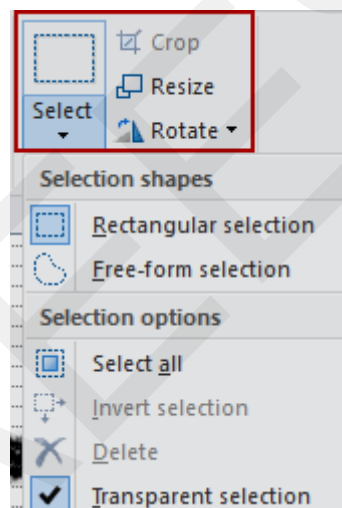 Crop
Resize
Select
Rotate
Selection shapes
Rectangular selection
Free-form selection
Selection options
Select all
Invert selection
Delete
Transparent selection